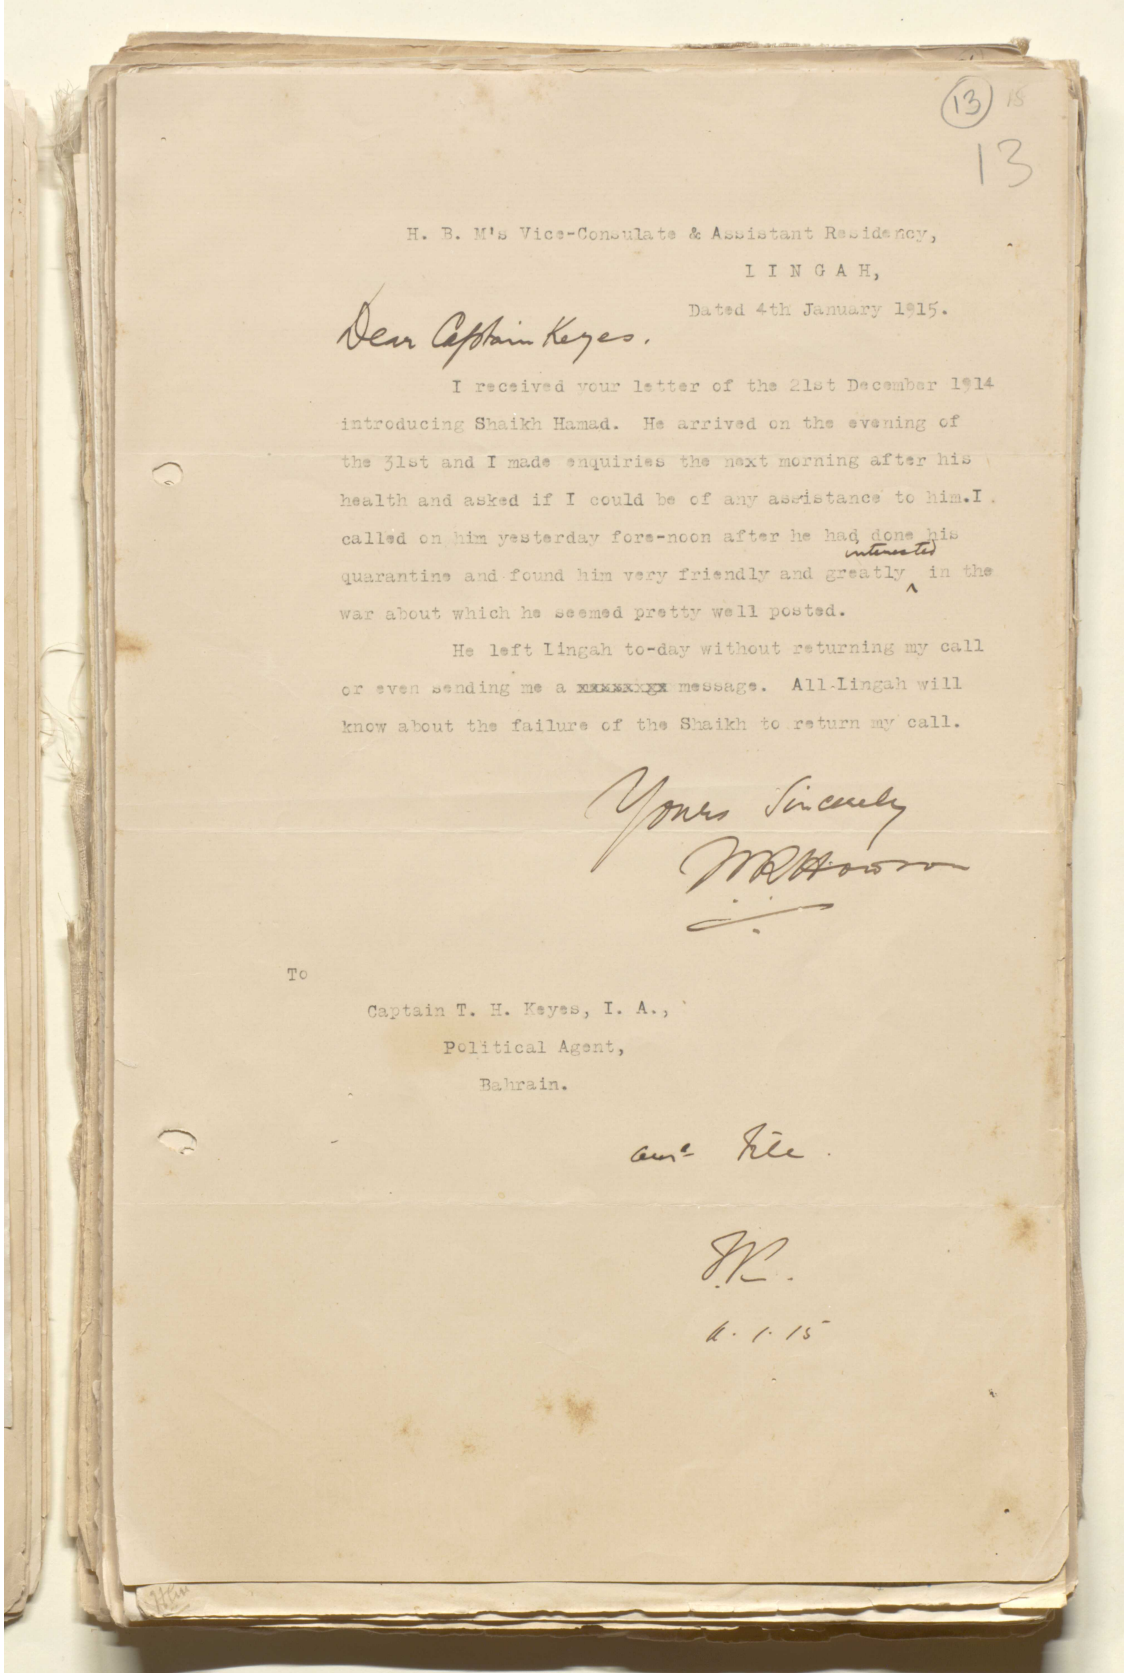 13 15
13
H. B. M's Vice-Consulate & Assistant Residency,
LINGAH,
Dated 4th January 1915.
Dear Captain Keyes.
I received your letter of the 21st December 1914
introducing Shaikh Hamad. He arrived on the evening of
the 31st and I made enquiries the next morning after his
health and asked if I could be of any assistance to him.I
called on him yesterday fore-noon after he had done his
quarantine and found him very friendly and greatly interested in the
war about which he seemed pretty well posted.
He left Lingah to-day without returning my call
or even sending me a message. All Lingah will
know about the failure of the Shaikh to return my call.
Yours Sincerely
WRHowson
To
Captain T. H. Keyes, I. A.,
Political Agent,
Bahrain.
File.
1.15